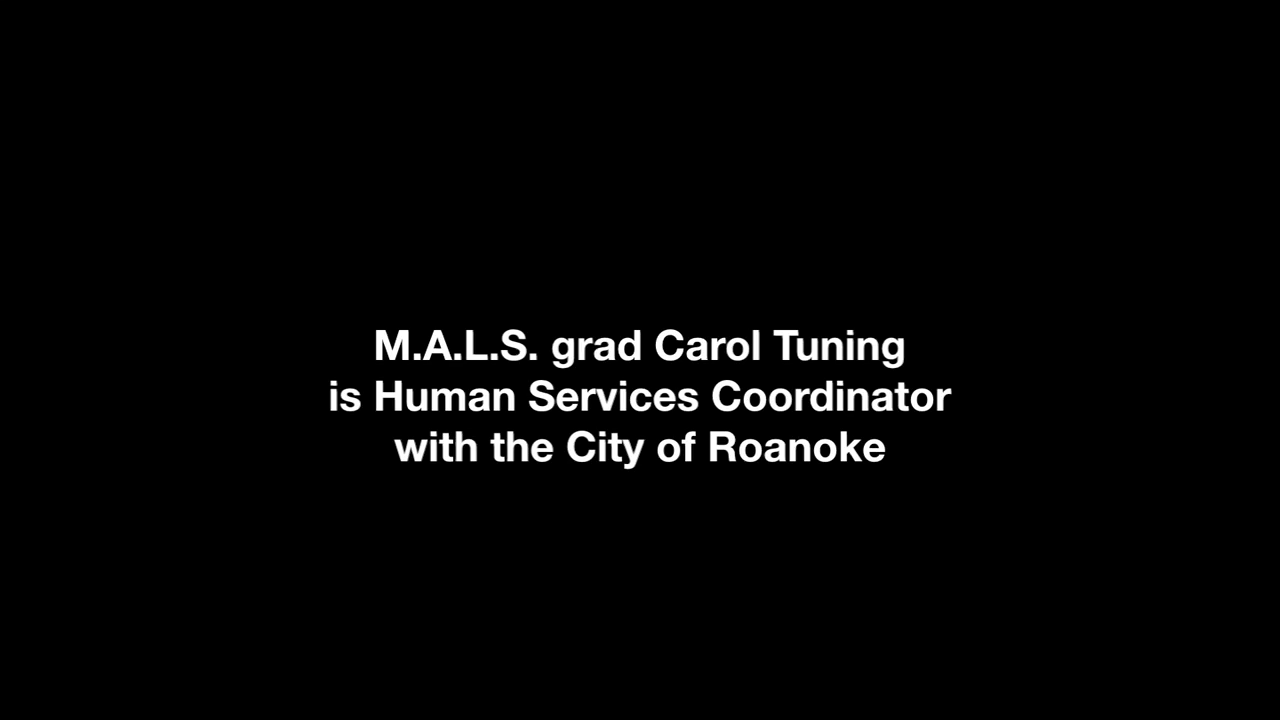 M.A.L.S. grad Carol Tuning
is Human Services Coordinator
with the City of Roanoke